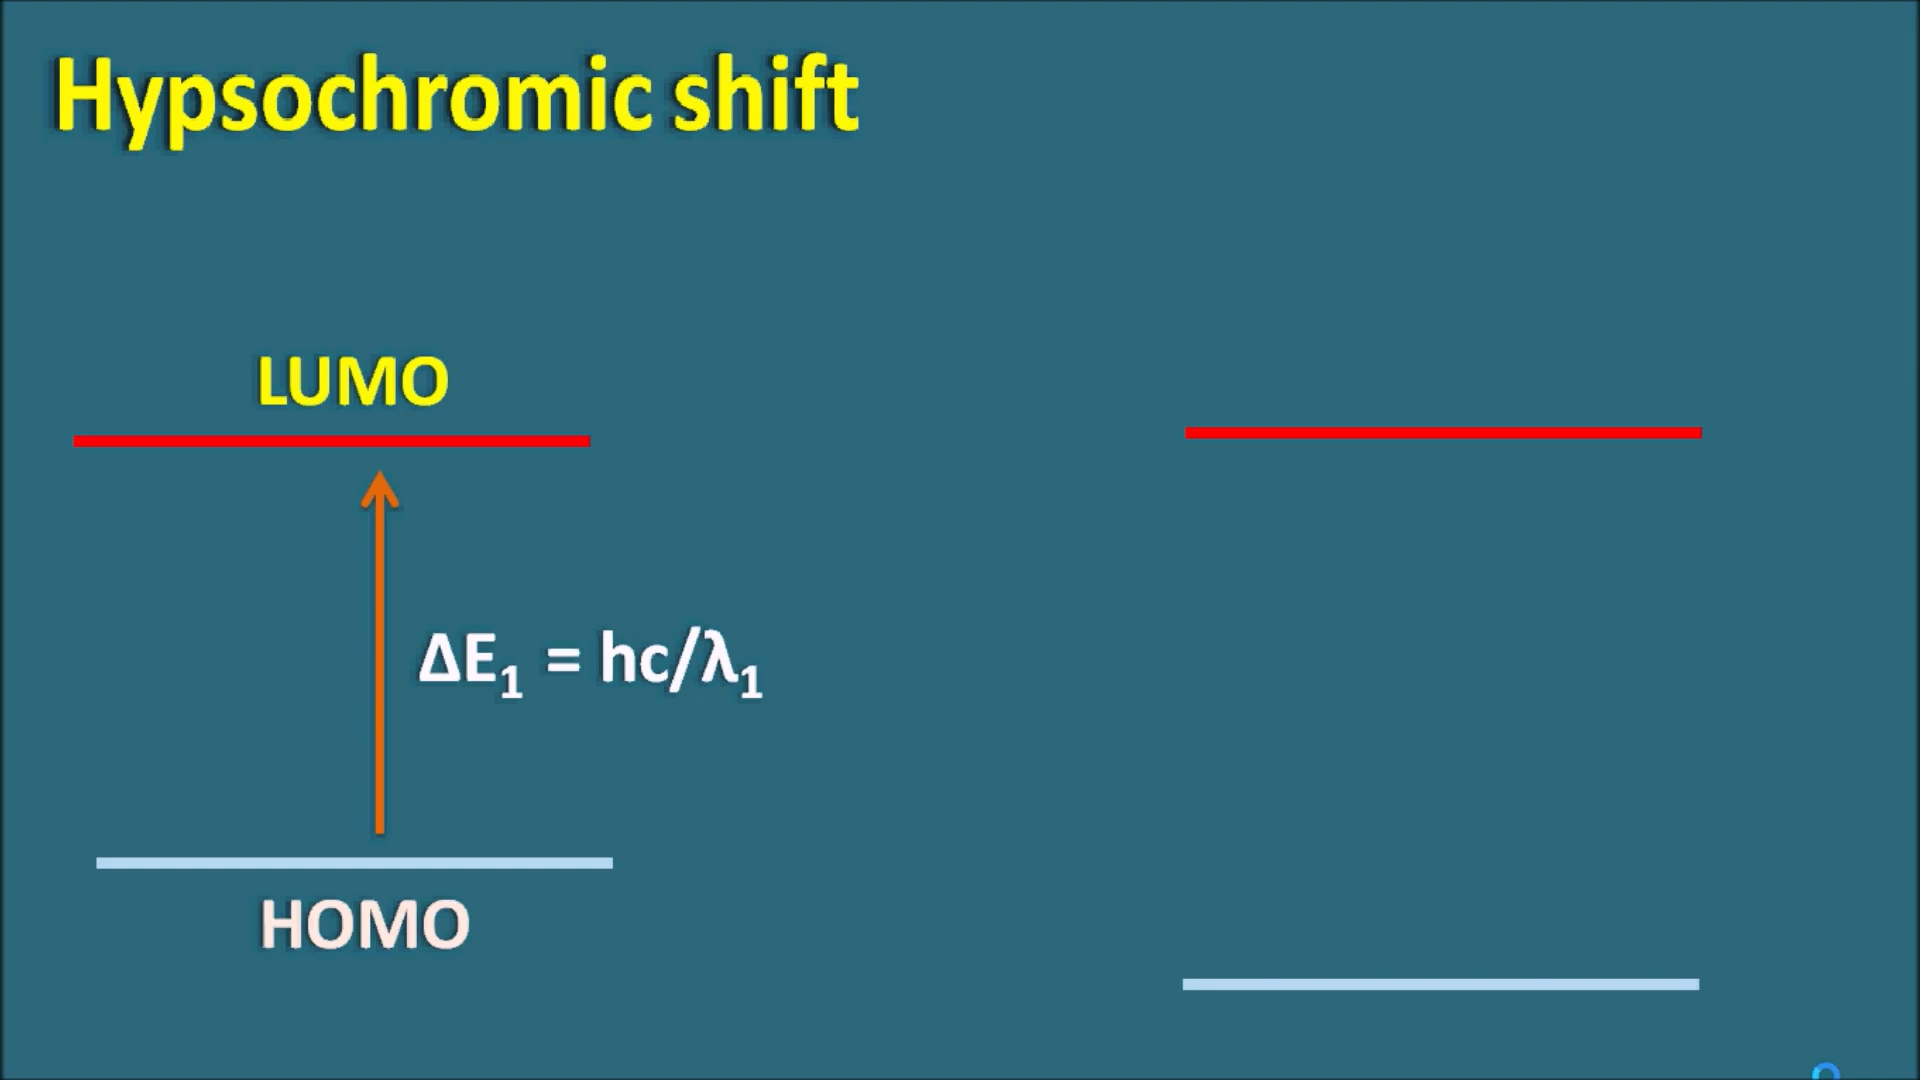 Hypsochromic shift
LUMO
ΔE₁ = hc/λ₁
HOMO